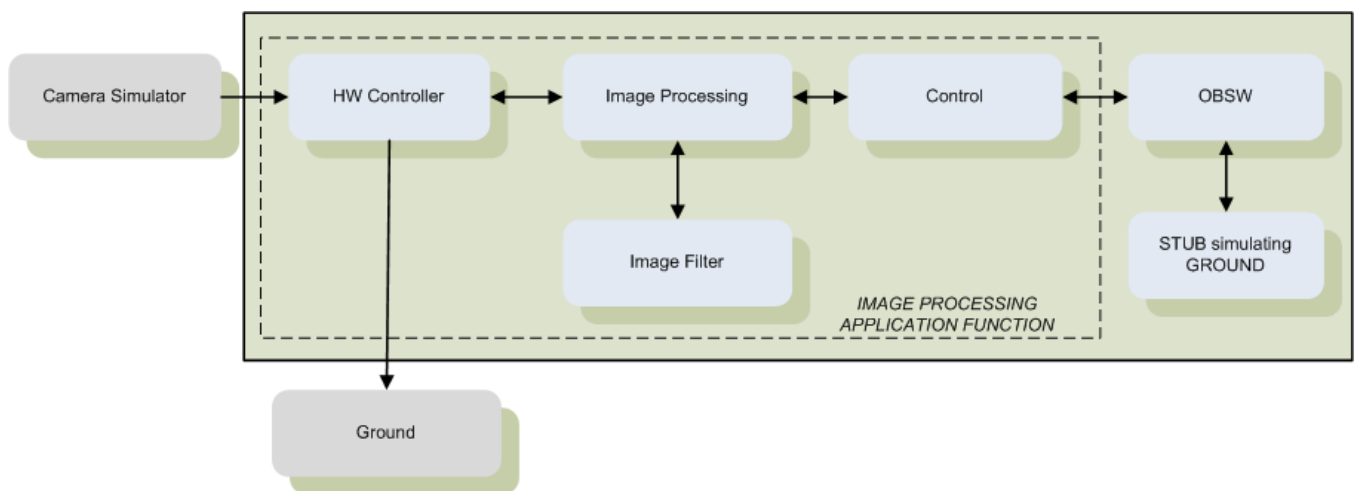 Camera Simulator
HW Controller
Image Processing
Control
OBSW
Image Filter
STUB simulating
GROUND
IMAGE PROCESSING
APPLICATION FUNCTION
Ground